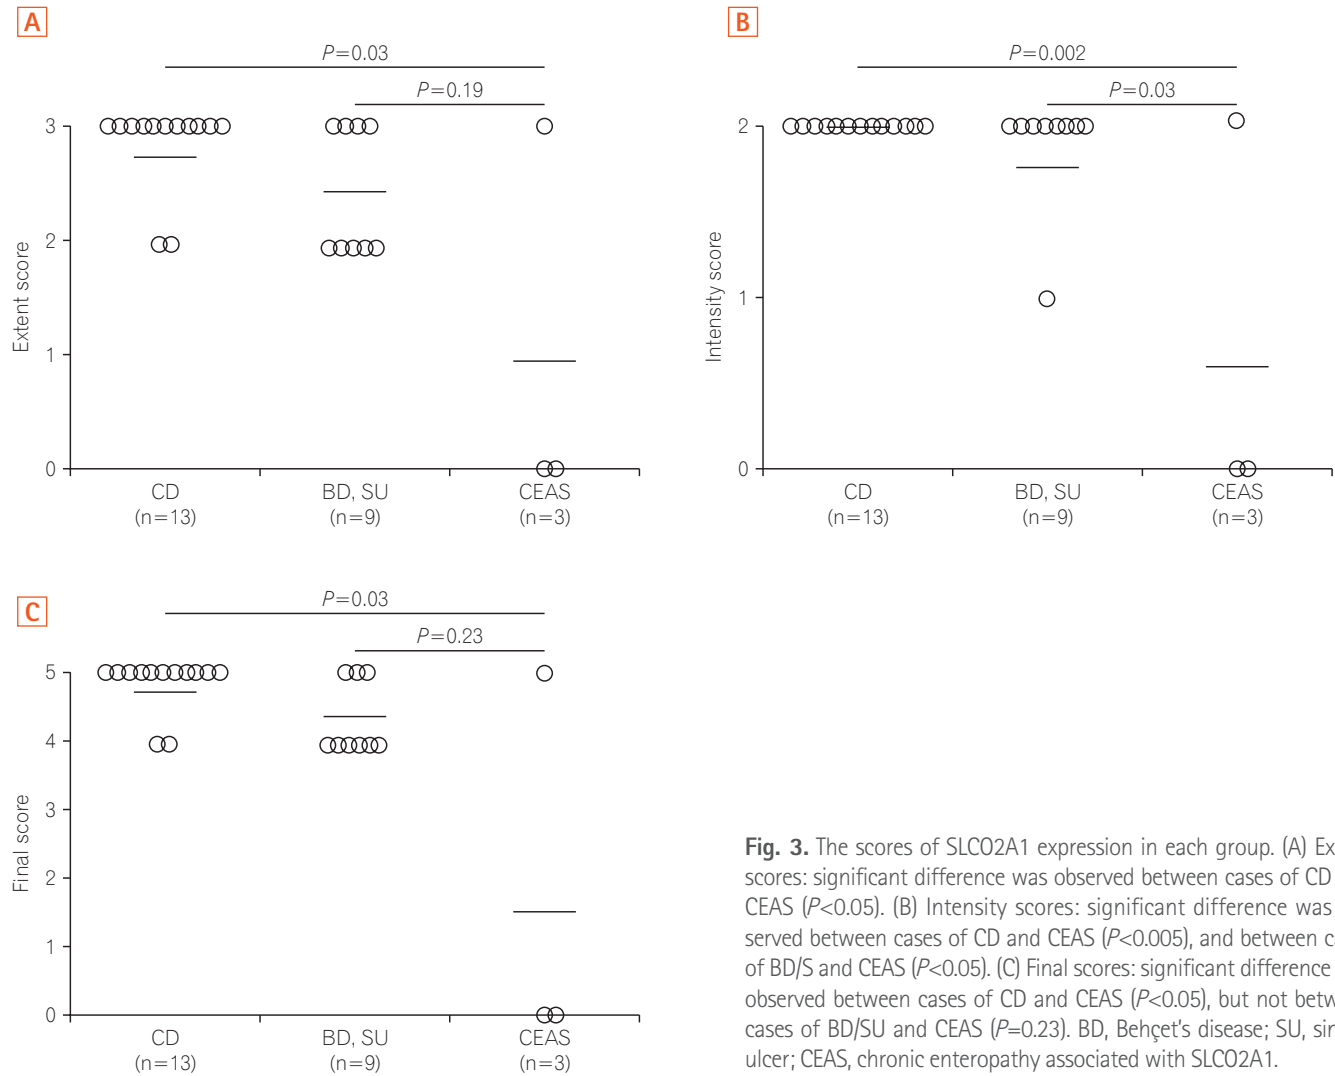 A
P=0.03
P=0.19
3
2
1
0
Extent score
CD
(n=13)
BD, SU
(n=9)
CEAS
(n=3)
B
P=0.002
P=0.03
2
1
0
Intensity score
CD
(n=13)
BD, SU
(n=9)
CEAS
(n=3)
C
P=0.03
P=0.23
5
4
3
2
1
0
Final score
CD
(n=13)
BD, SU
(n=9)
CEAS
(n=3)
Fig. 3. The scores of SLCO2A1 expression in each group. (A) Ex
scores: significant difference was observed between cases of CD
CEAS (P<0.05). (B) Intensity scores: significant difference was
served between cases of CD and CEAS (P<0.005), and between c
of BD/S and CEAS (P<0.05). (C) Final scores: significant difference
observed between cases of CD and CEAS (P<0.05), but not betw
cases of BD/SU and CEAS (P=0.23). BD, Behçet's disease; SU, sin
ulcer; CEAS, chronic enteropathy associated with SLCO2A1.